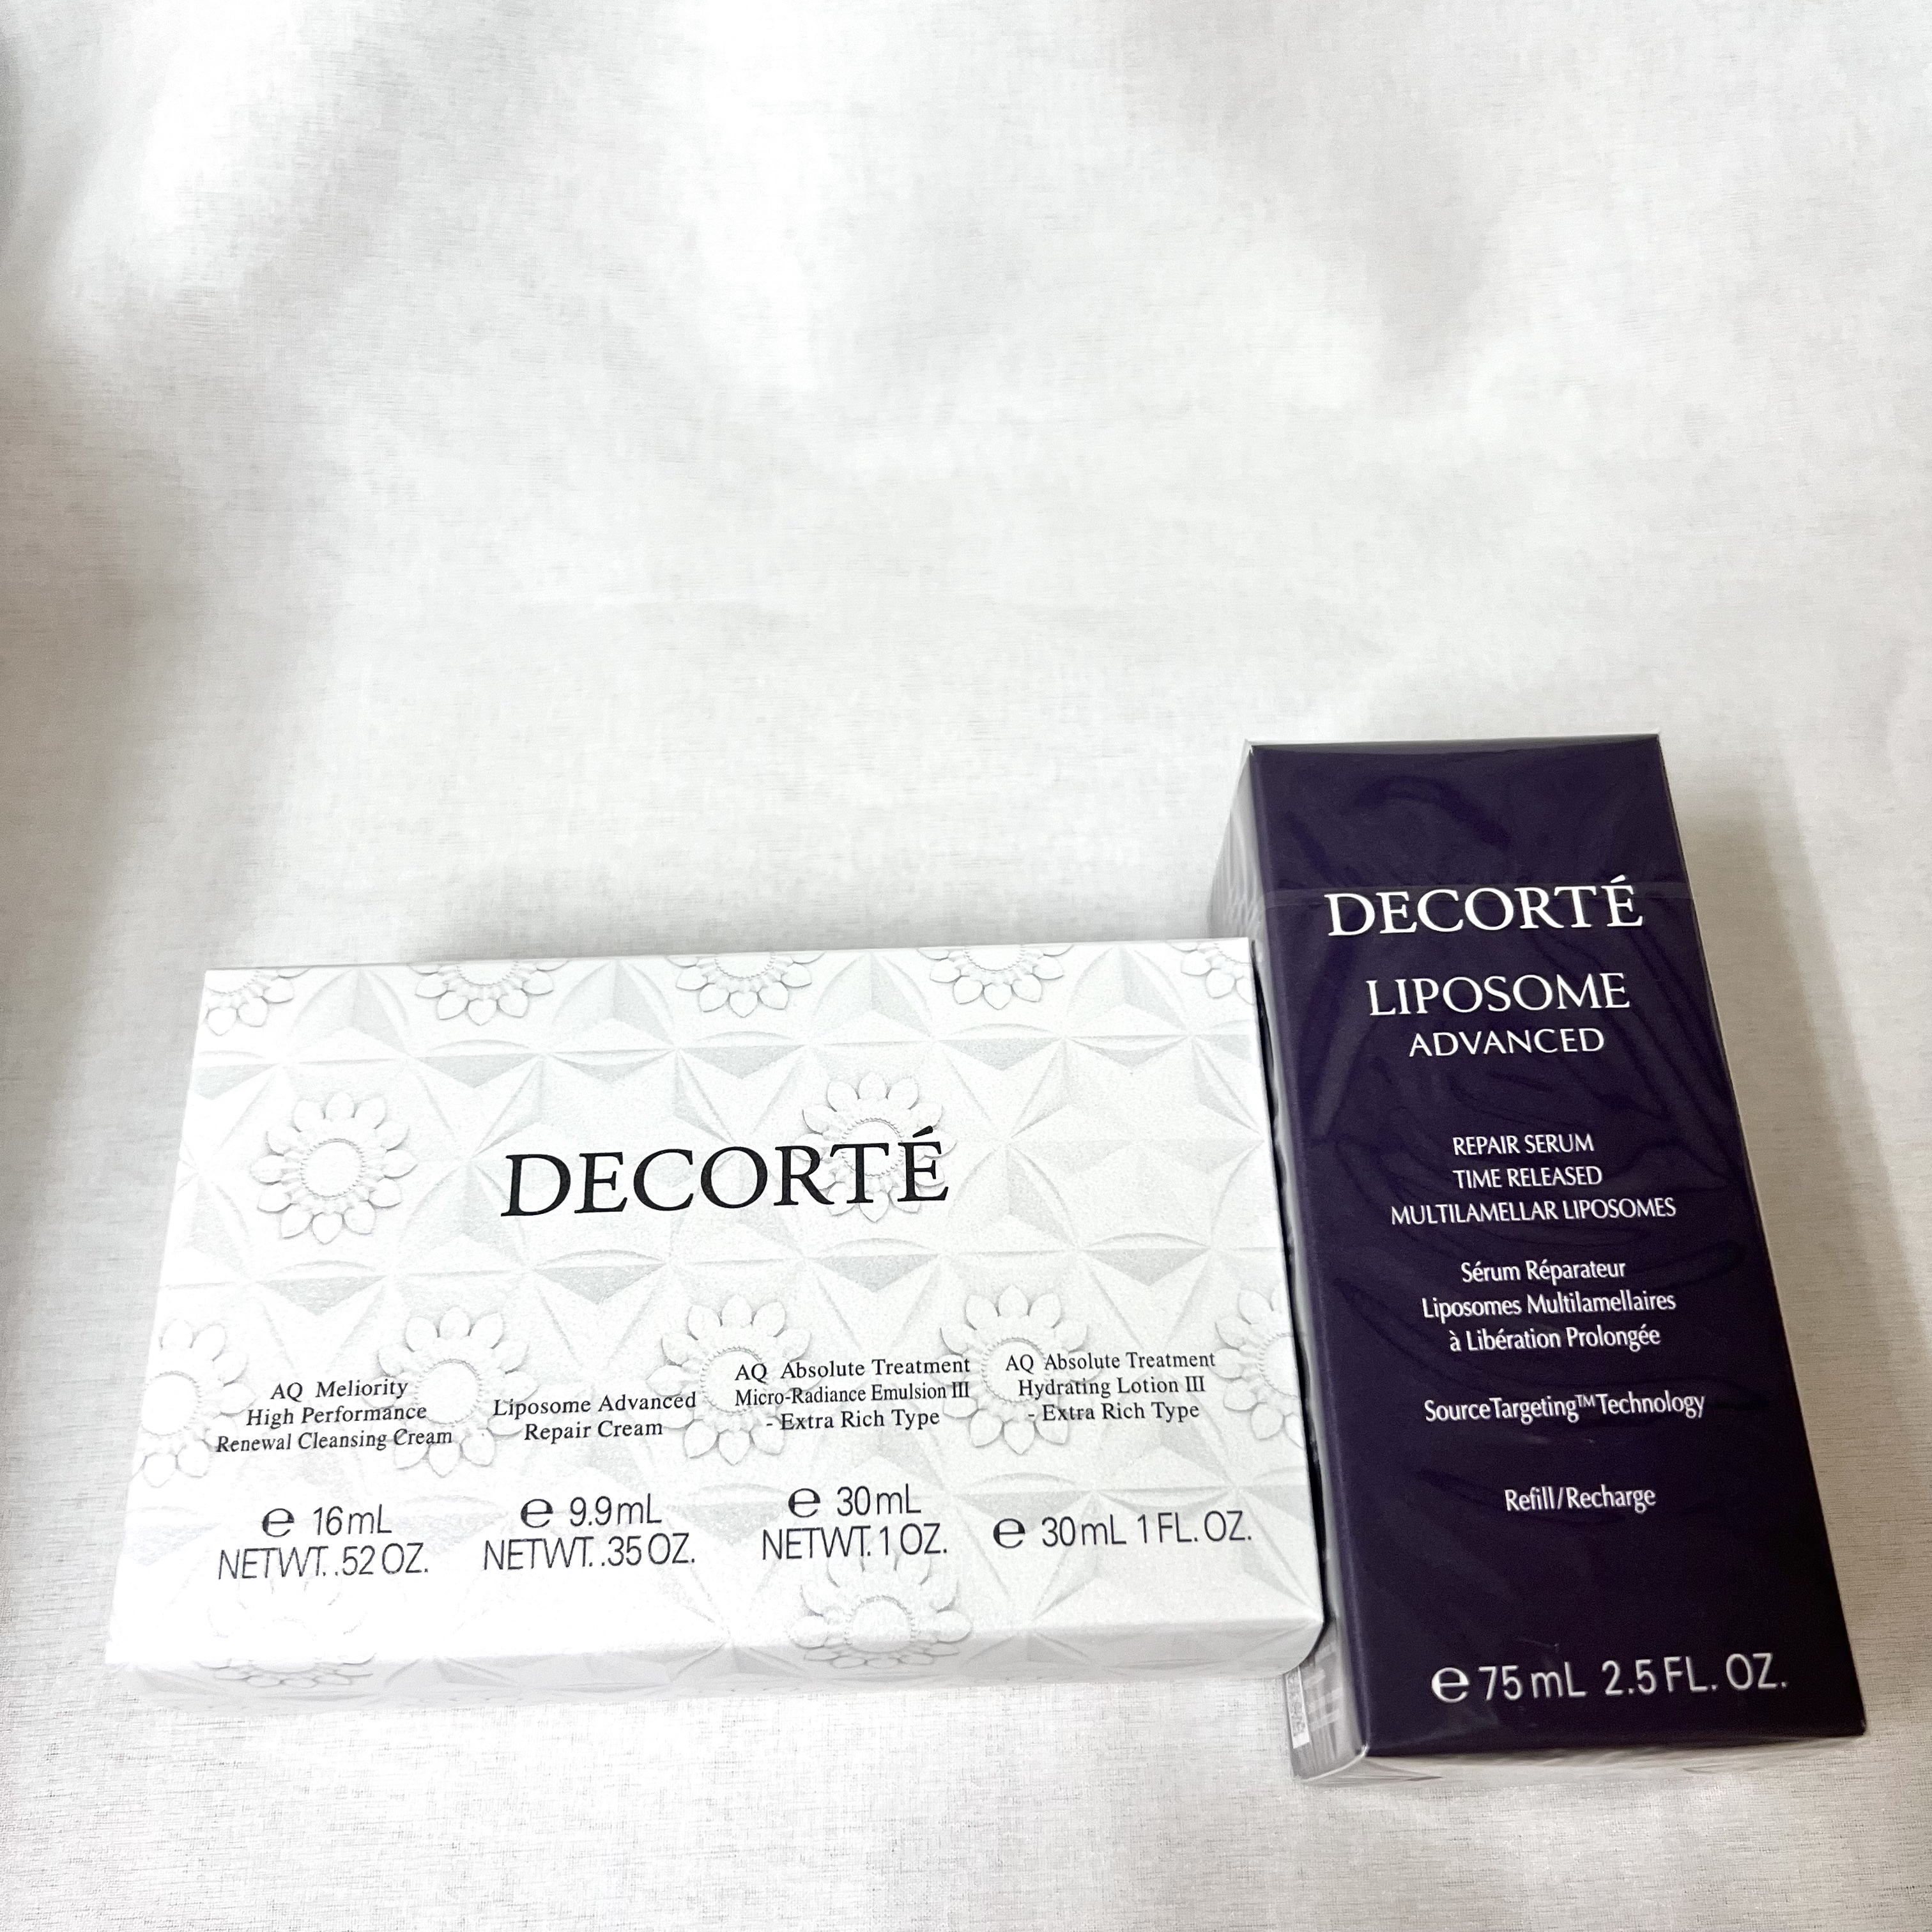 DECORTÉ
AQ Meliority
High Performance
Renewal Cleansing Cream
e 16mL
NETWT. .52 OZ.
Liposome Advanced
Repair Cream
e 9.9mL
NETWT. .35 OZ.
AQ Absolute Treatment
Micro-Radiance Emulsion III
- Extra Rich Type
e 30mL
NETWT. 1 OZ.
AQ Absolute Treatment
Hydrating Lotion III
- Extra Rich Type
e 30mL 1 FL. OZ.
DECORTÉ
LIPOSOME
ADVANCED
REPAIR SERUM
TIME RELEASED
MULTILAMELLAR LIPOSOMES
Sérum Réparateur
Liposomes Multilamellaires
à Libération Prolongée
SourceTargeting™Technology
Refill/Recharge
e 75mL 2.5 FL. OZ.